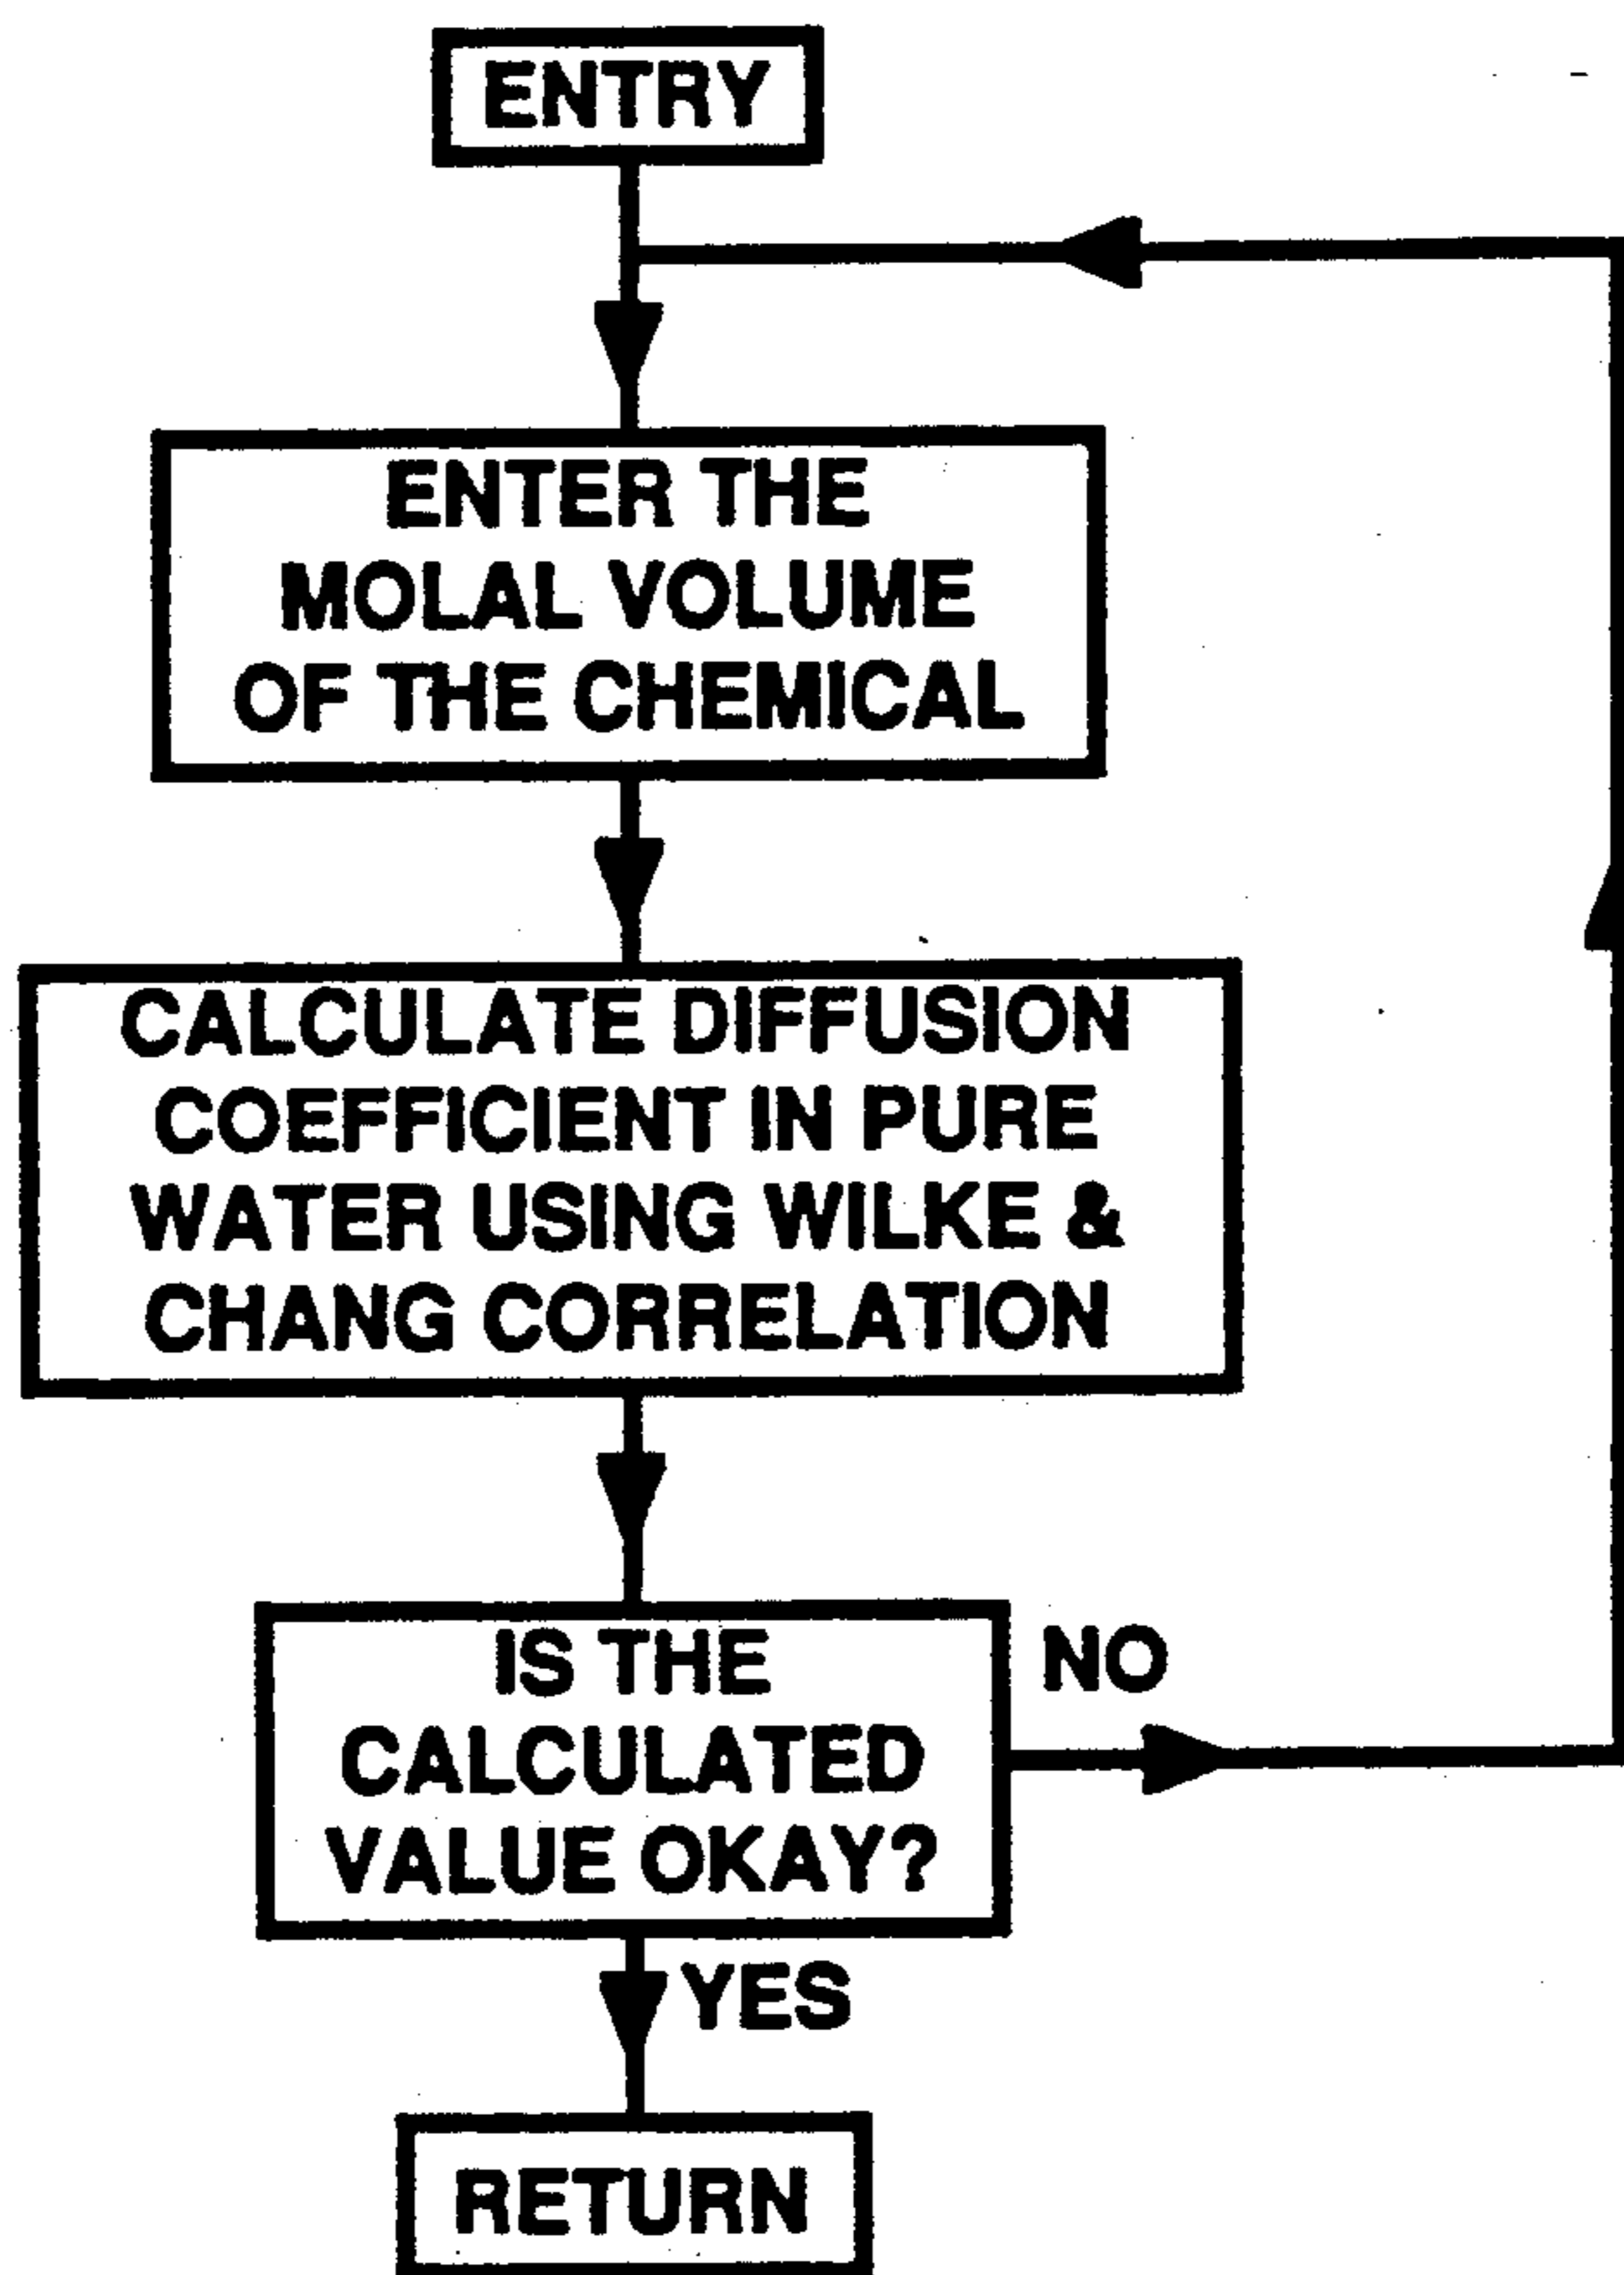 ENTRY
ENTER THE
MOLAL VOLUME
OF THE CHEMICAL
CALCULATE DIFFUSION
COEFFICIENT IN PURE
WATER USING WILKE &
CHANG CORRELATION
IS THE
CALCULATED
VALUE OKAY?
NO
YES
RETURN